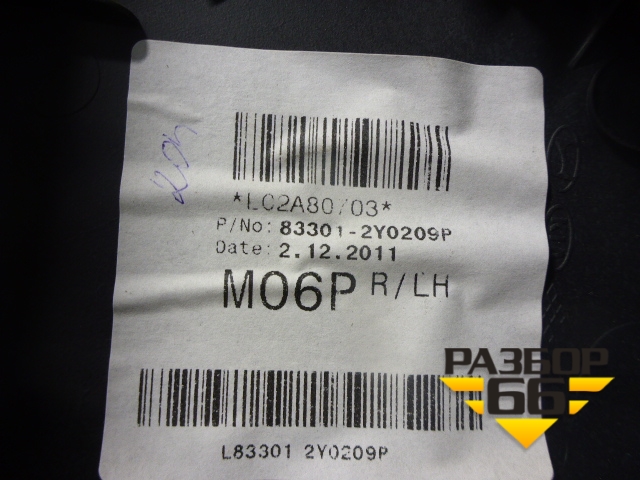 *LC2A80703*
P/No: 83301-2Y0209P
Date: 2.12.2011
M06P R/LH
L83301 2Y0209P
РАЗБОР
66